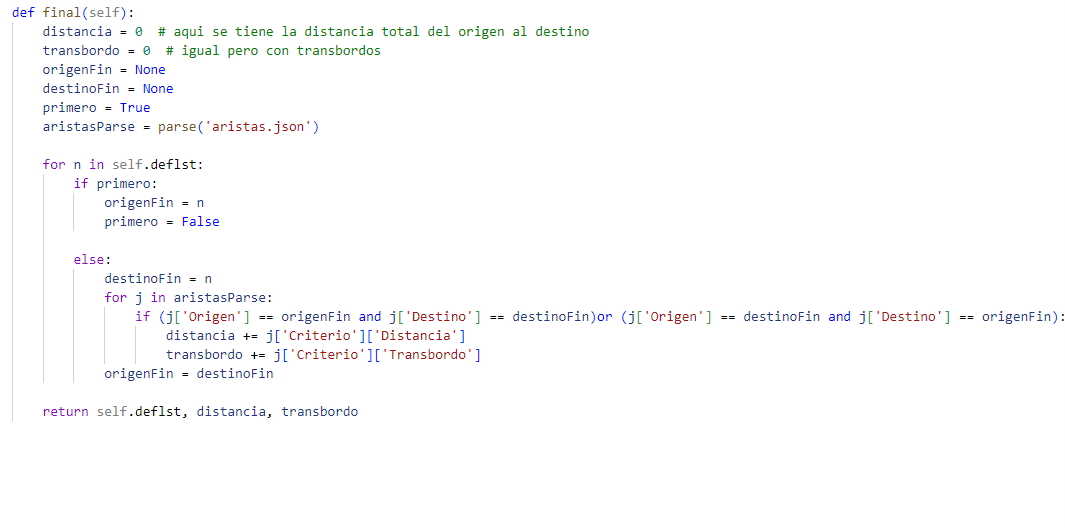 def final(self):
    distancia = 0  # aqui se tiene la distancia total del origen al destino
    transbordo = 0  # igual pero con transbordos
    origenFin = None
    destinoFin = None
    primero = True
    aristasParse = parse('aristas.json')

    for n in self.deflst:
        if primero:
            origenFin = n
            primero = False

        else:
            destinoFin = n
            for j in aristasParse:
                if (j['Origen'] == origenFin and j['Destino'] == destinoFin)or (j['Origen'] == destinoFin and j['Destino'] == origenFin):
                    distancia += j['Criterio']['Distancia']
                    transbordo += j['Criterio']['Transbordo']
            origenFin = destinoFin

    return self.deflst, distancia, transbordo